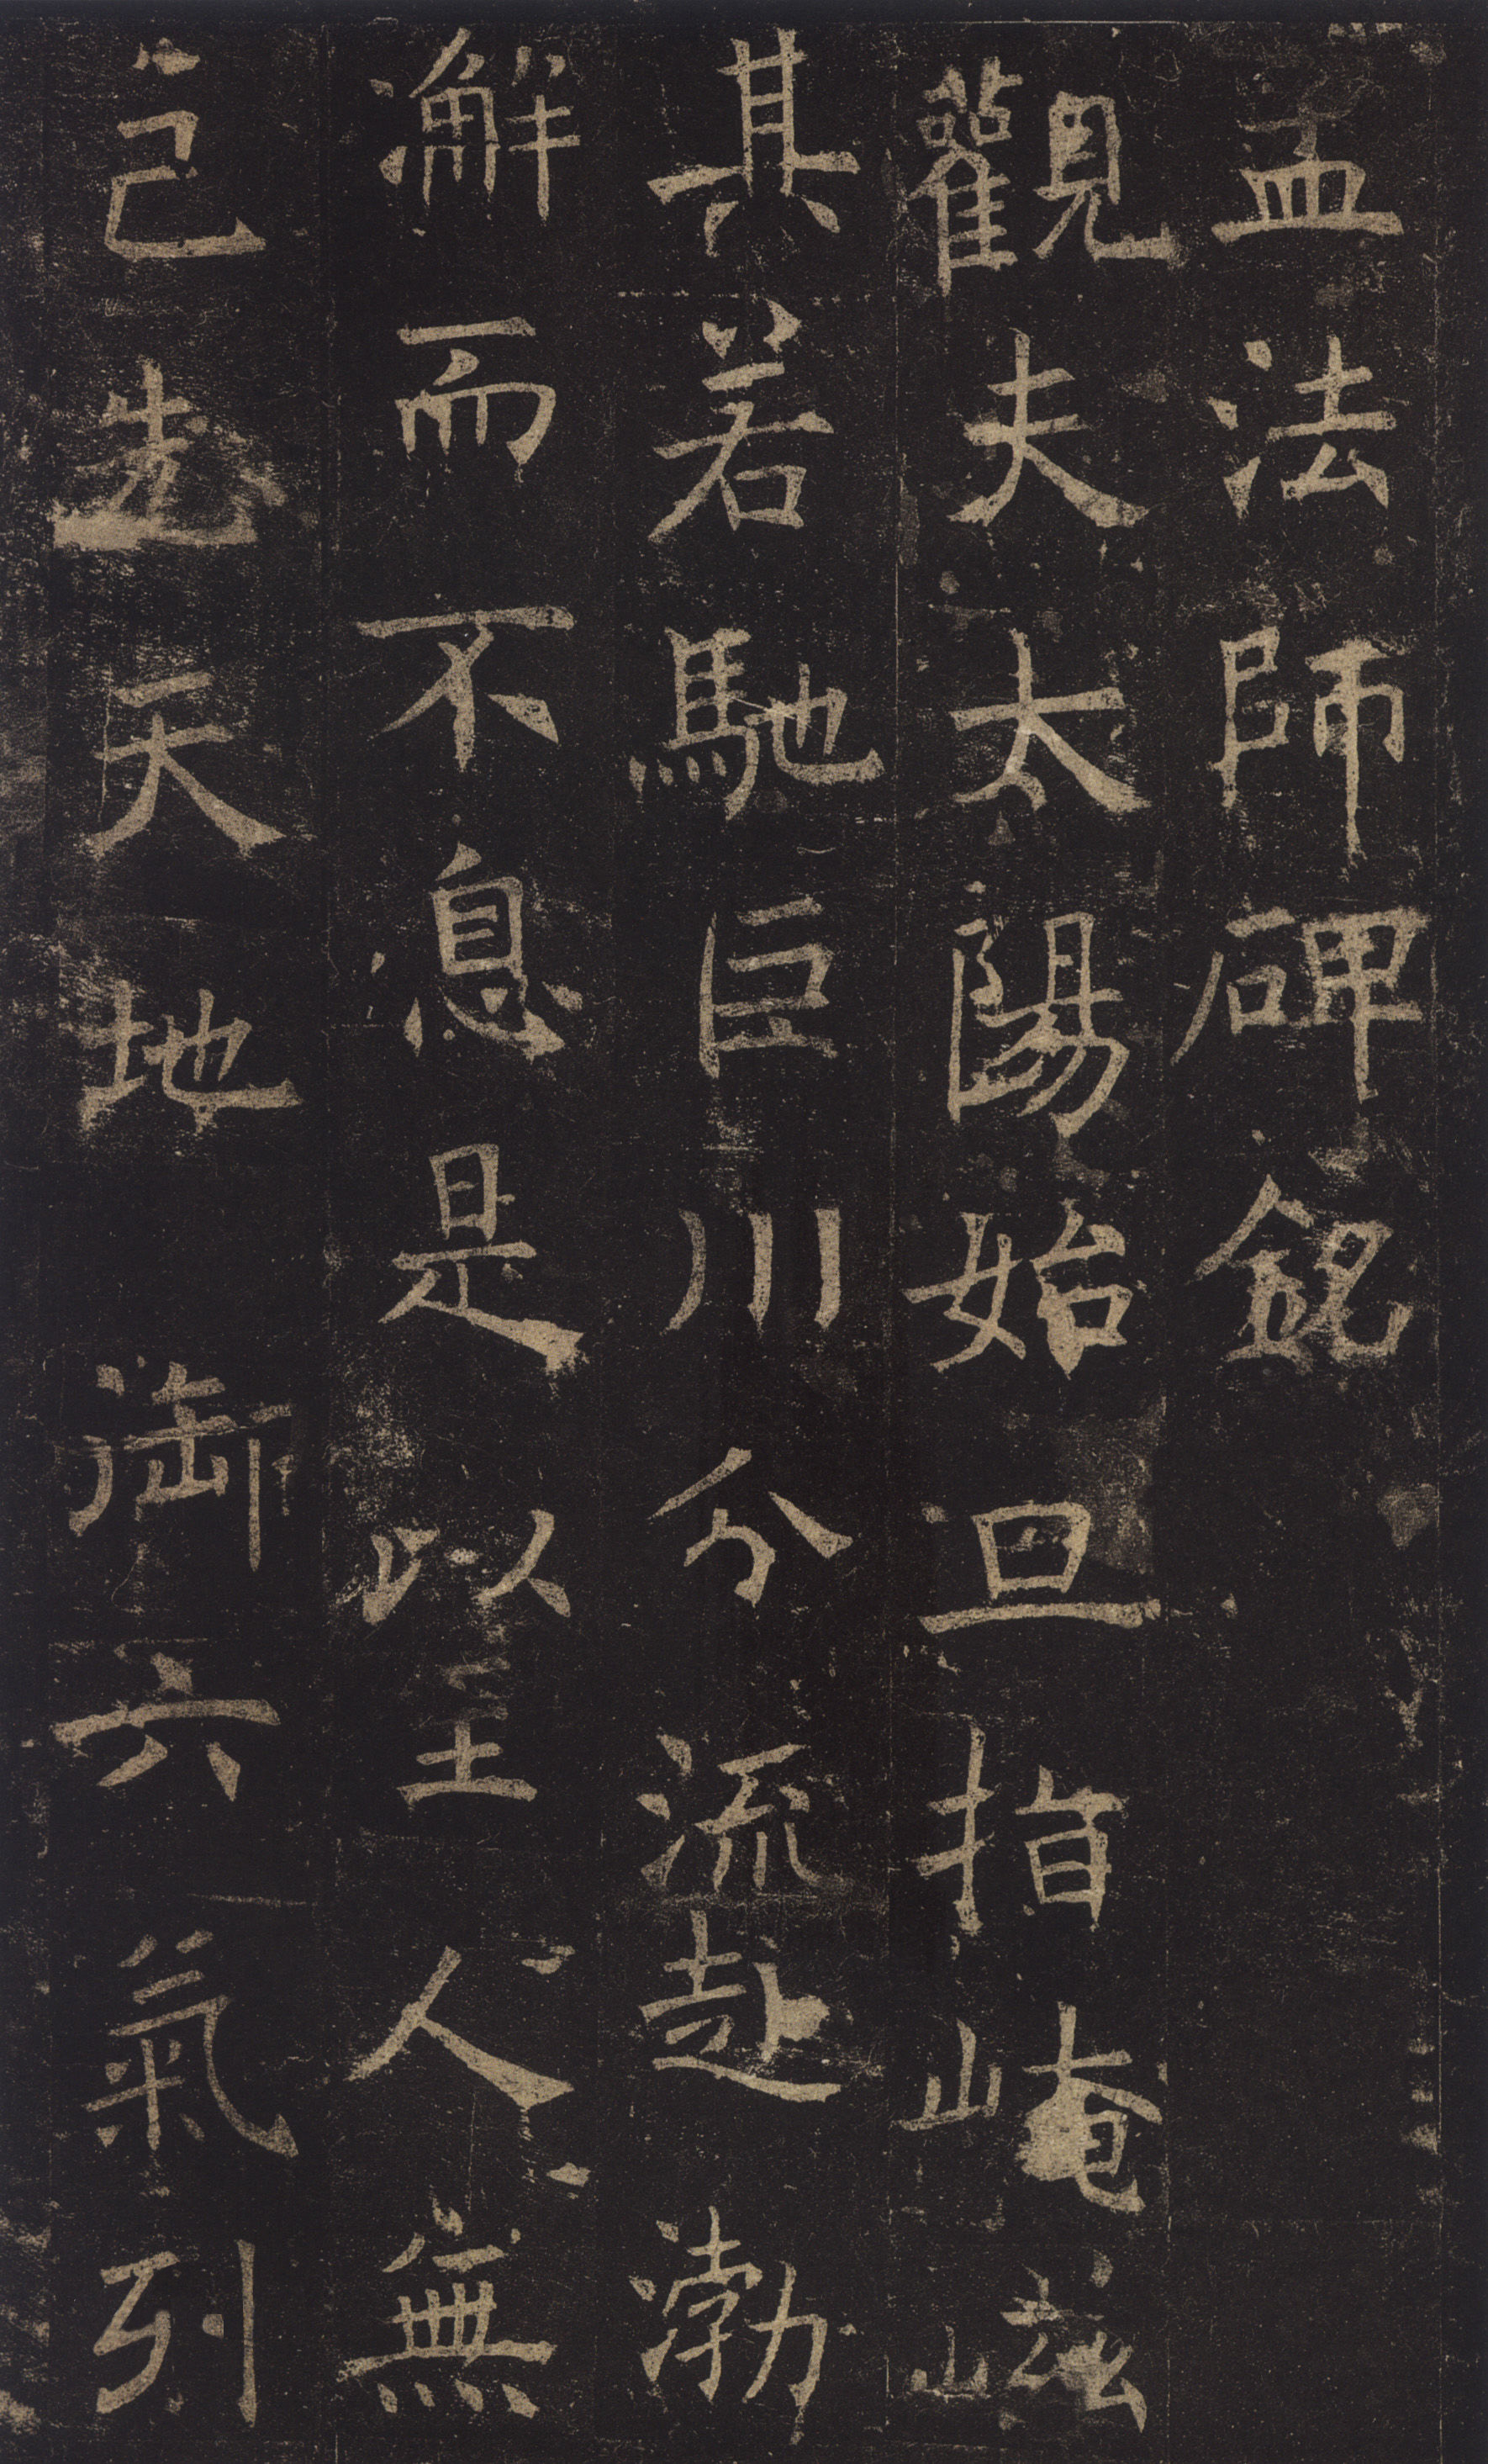 孟法師碑銘
觀夫太陽始旦指崦嵫
其若馳巨川分流赴渤
澥而不息是以至人無
己先天地御六氣列